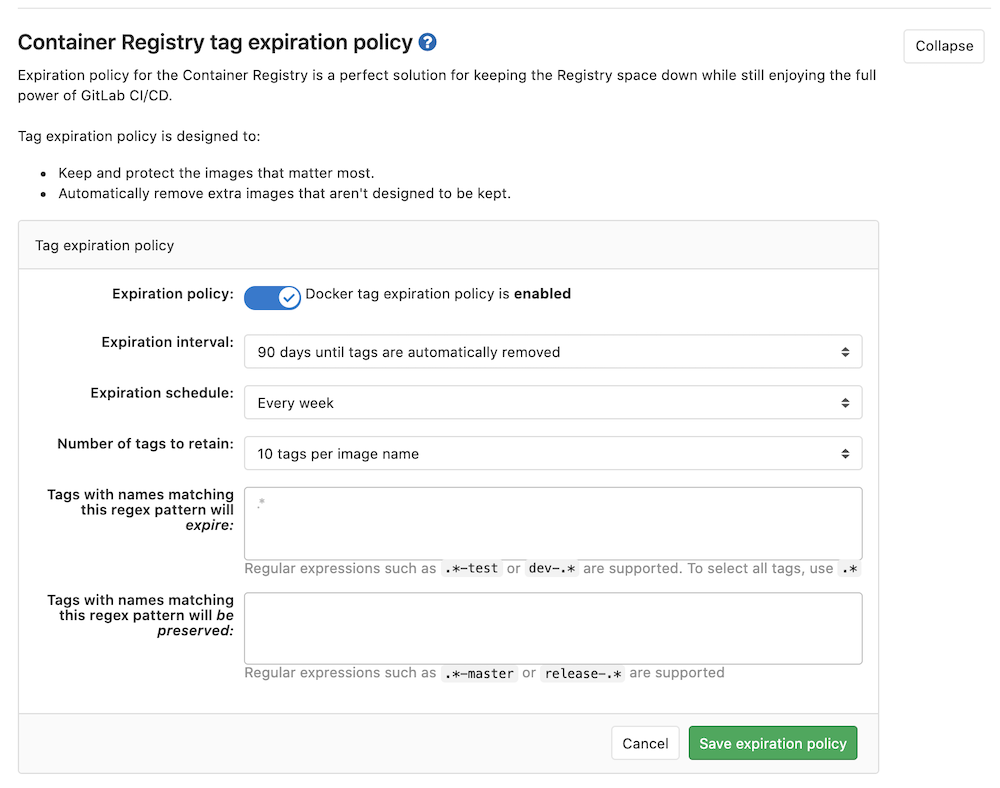 Container Registry tag expiration policy ?
Collapse
Expiration policy for the Container Registry is a perfect solution for keeping the Registry space down while still enjoying the full
power of GitLab CI/CD.
Tag expiration policy is designed to:
• Keep and protect the images that matter most.
• Automatically remove extra images that aren't designed to be kept.
Tag expiration policy
Expiration policy: Docker tag expiration policy is enabled
Expiration interval: 90 days until tags are automatically removed
Expiration schedule: Every week
Number of tags to retain: 10 tags per image name
Tags with names matching
this regex pattern will
expire:
.*
Regular expressions such as .*-test or dev-.* are supported. To select all tags, use .*
Tags with names matching
this regex pattern will be
preserved:
Regular expressions such as .*-master or release-.* are supported
Cancel
Save expiration policy